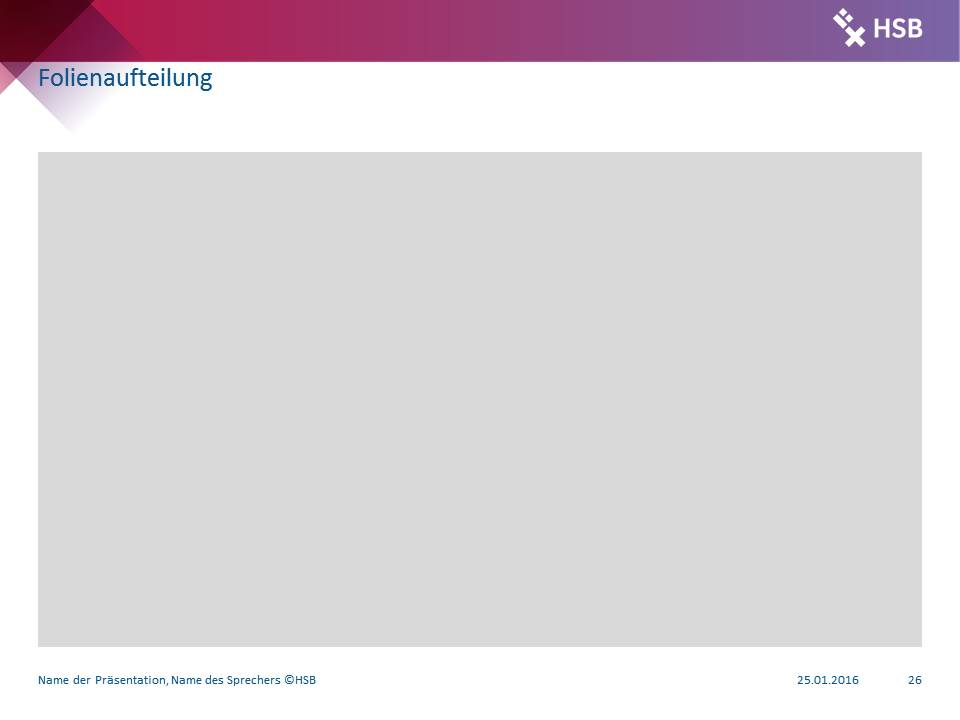 HSB
Folienaufteilung
Name der Präsentation, Name des Sprechers ©HSB
25.01.2016
26